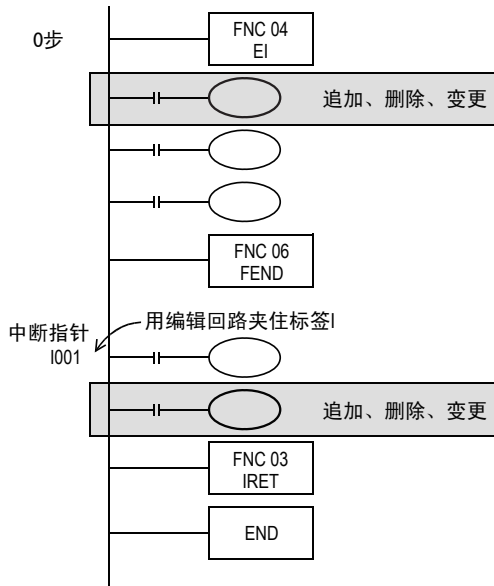 0步
FNC 04
EI
追加、删除、变更
FNC 06
FEND
用编辑回路夹住标签I
中断指针
I001
追加、删除、变更
FNC 03
IRET
END